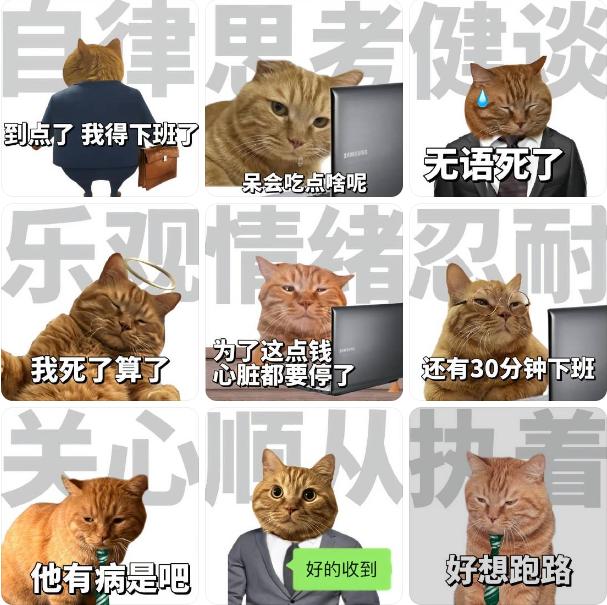 自律
到点了 我得下班了
思考
SAMSUNG
呆会吃点啥呢
健谈
无语死了
乐观
我死了算了
情绪
SAMSUNG
为了这点钱
心脏都要停了
忍耐
还有30分钟下班
关心
他有病是吧
顺从
好的收到
执着
好想跑路